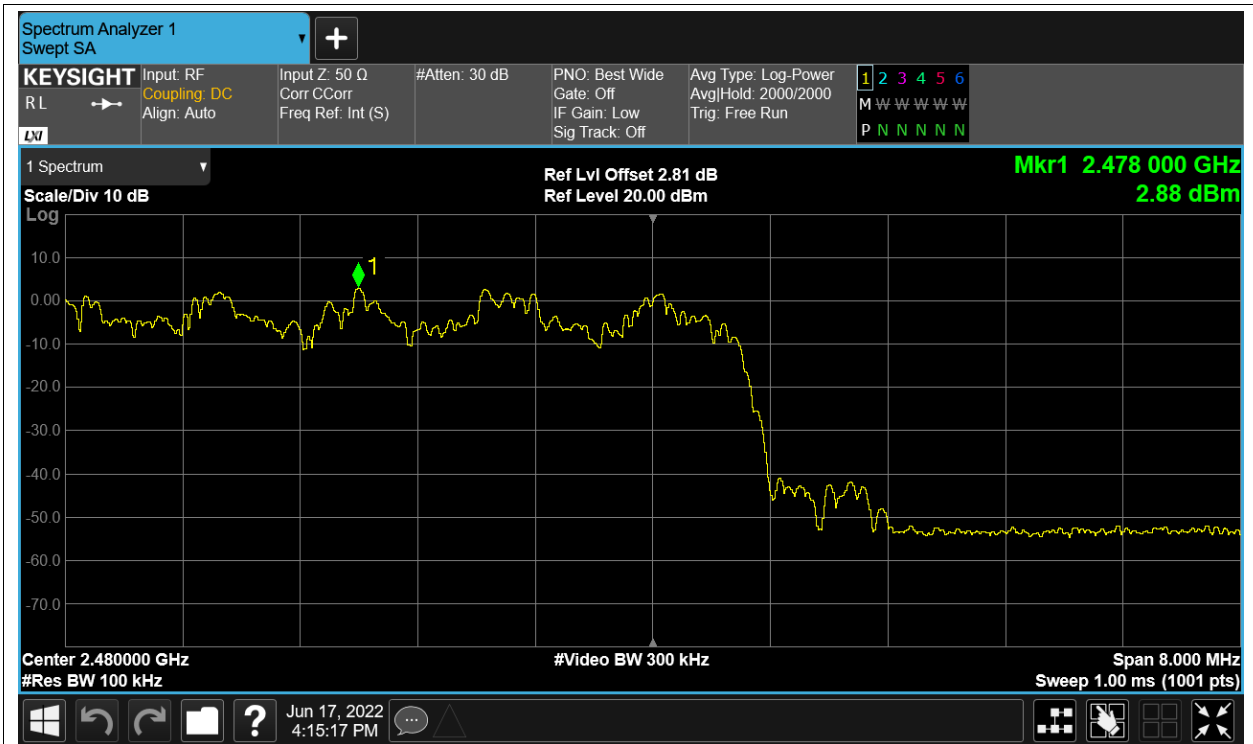 Spectrum Analyzer 1
Swept SA
KEYSIGHT
R L
LXI
Input: RF
Coupling: DC
Align: Auto
Input Z: 50 Ω
Corr CCorr
Freq Ref: Int (S)
#Atten: 30 dB
PNO: Best Wide
Gate: Off
IF Gain: Low
Sig Track: Off
Avg Type: Log-Power
Avg|Hold: 2000/2000
Trig: Free Run
1 2 3 4 5 6
M W W W W W
P N N N N N
1 Spectrum
Scale/Div 10 dB
Ref Lvl Offset 2.81 dB
Ref Level 20.00 dBm
Mkr1 2.478 000 GHz
2.88 dBm
Log
10.0
0.00
-10.0
-20.0
-30.0
-40.0
-50.0
-60.0
-70.0
1
Center 2.480000 GHz
#Video BW 300 kHz
Span 8.000 MHz
#Res BW 100 kHz
Sweep 1.00 ms (1001 pts)
?
Jun 17, 2022
4:15:17 PM